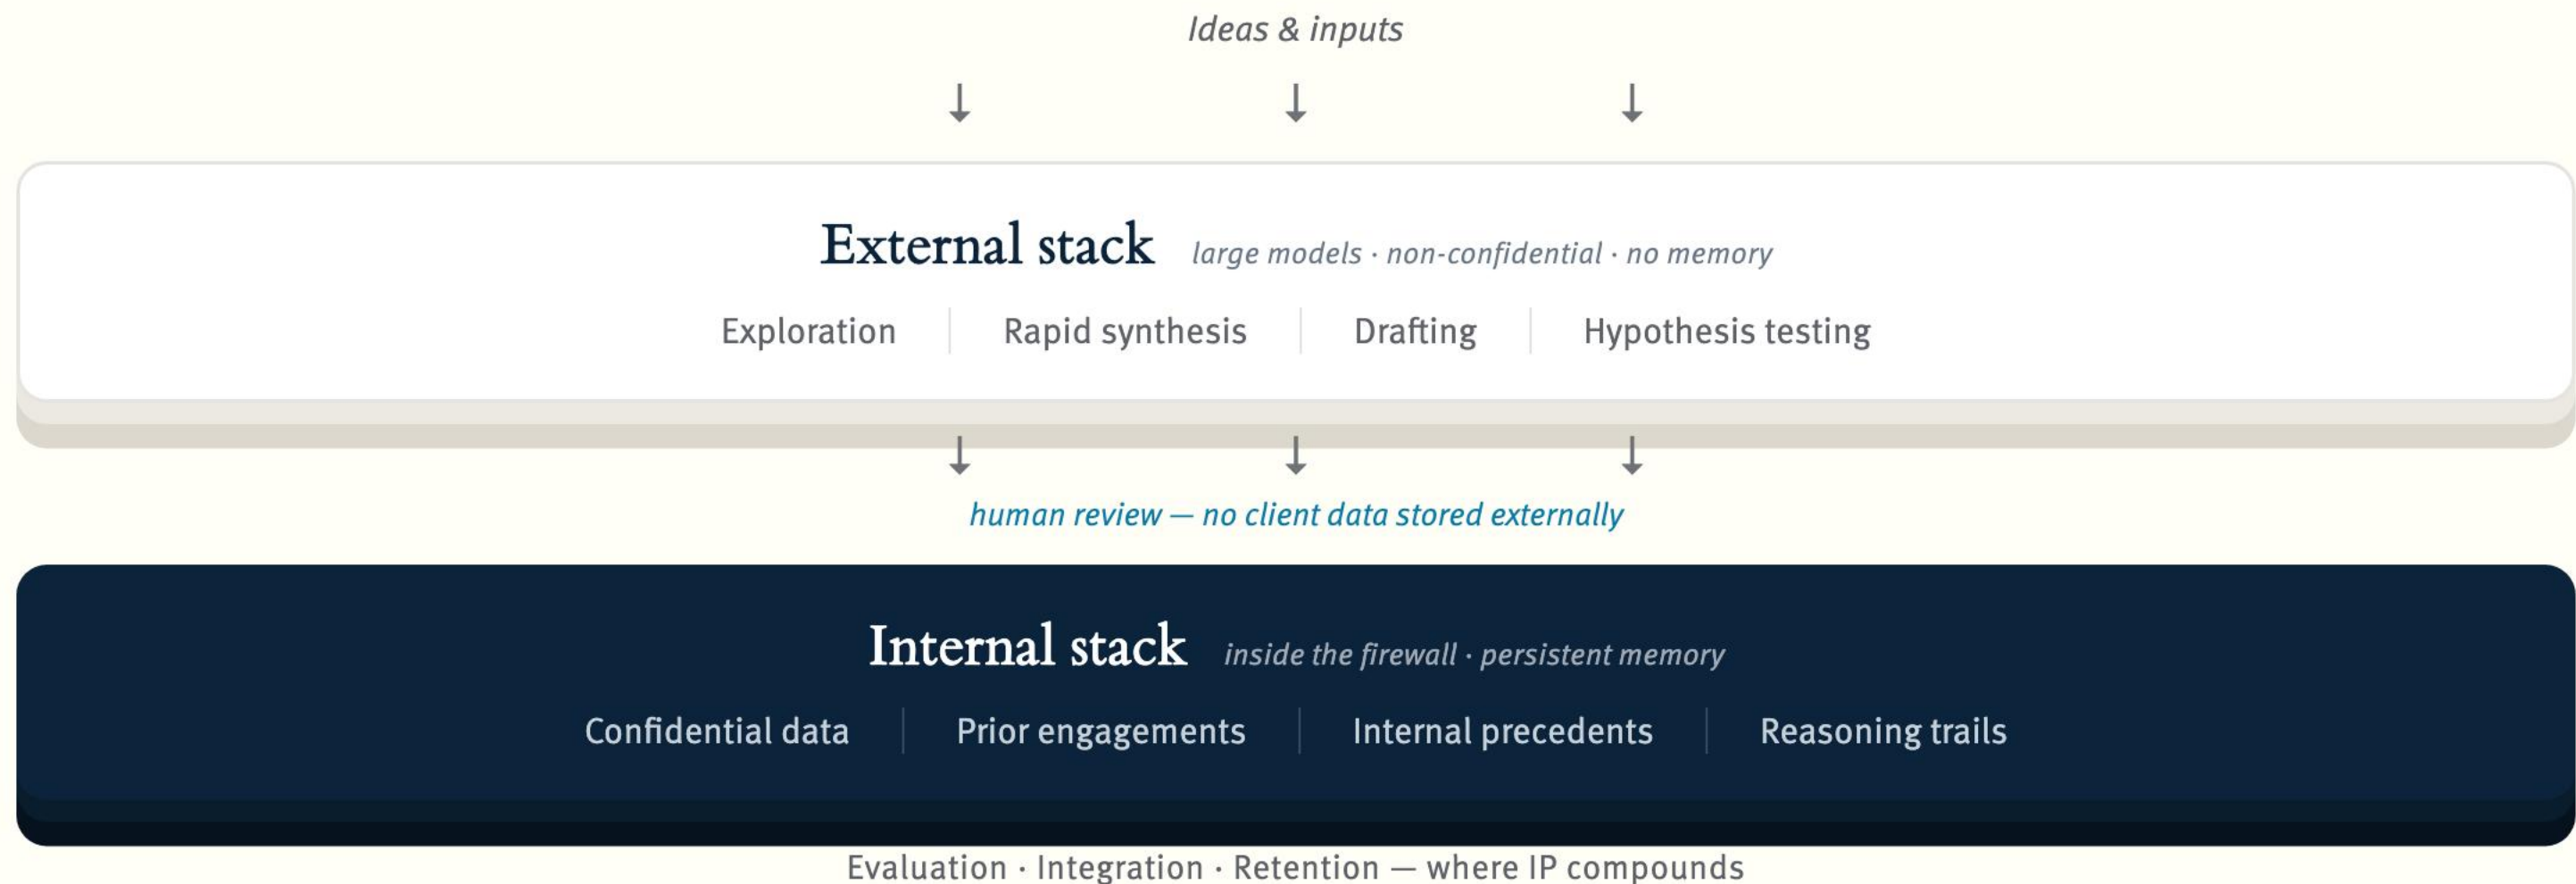 Ideas & inputs
External stack large models · non-confidential · no memory
Exploration Rapid synthesis Drafting Hypothesis testing
human review — no client data stored externally
Internal stack inside the firewall · persistent memory
Confidential data Prior engagements Internal precedents Reasoning trails
Evaluation · Integration · Retention — where IP compounds